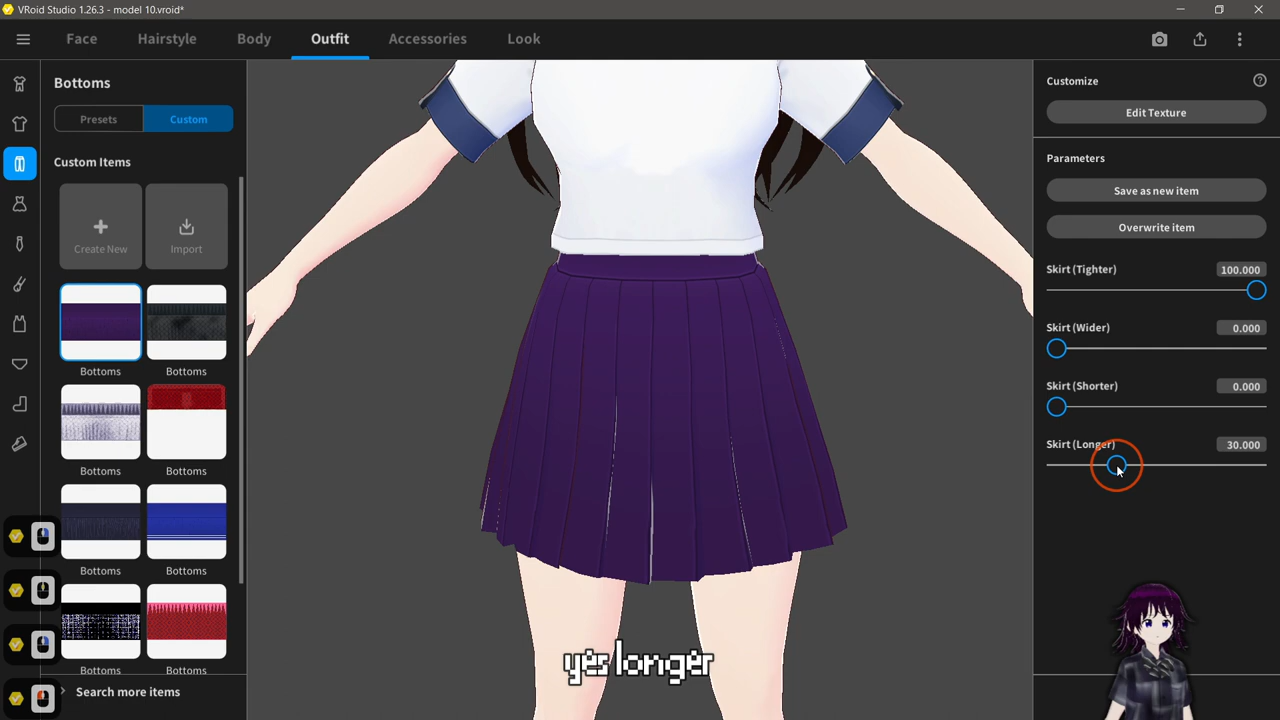 VRoid Studio 1.26.3 - model 10.vroid*
Face
Hairstyle
Body
Outfit
Accessories
Look
Bottoms
Presets
Custom
Custom Items
Create New
Import
Bottoms
Bottoms
Bottoms
Bottoms
Bottoms
Bottoms
Bottoms
Bottoms
Search more items
Customize
Edit Texture
Parameters
Save as new item
Overwrite item
Skirt (Tighter)
100.000
Skirt (Wider)
0.000
Skirt (Shorter)
0.000
Skirt (Longer)
30.000
yes longer